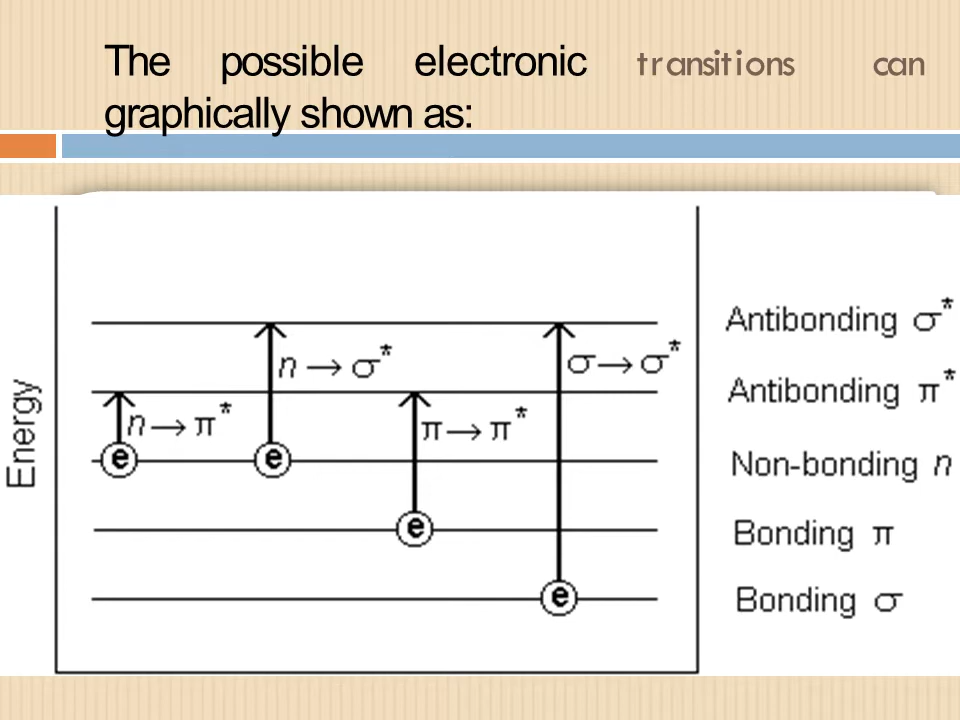 The possible electronic transitions can
graphically shown as:
Energy
Antibonding σ*
n → σ*
σ → σ*
Antibonding π*
n → π*
π → π*
e
e
Non-bonding n
e
Bonding π
e
Bonding σ